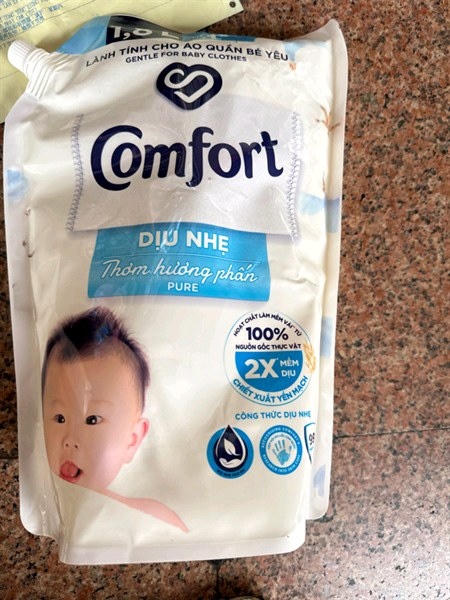 LÀNH TÍNH CHO ÁO QUẦN BÉ YÊU
GENTLE FOR BABY CLOTHES
Comfort
DỊU NHẸ
Thơm hương phấn
PURE
HOẠT CHẤT LÀM MỀM VẢI* TỪ
100%
NGUỒN GỐC THỰC VẬT
2X MỀM DỊU
CHIẾT XUẤT YẾN MẠCH
CÔNG THỨC DỊU NHẸ